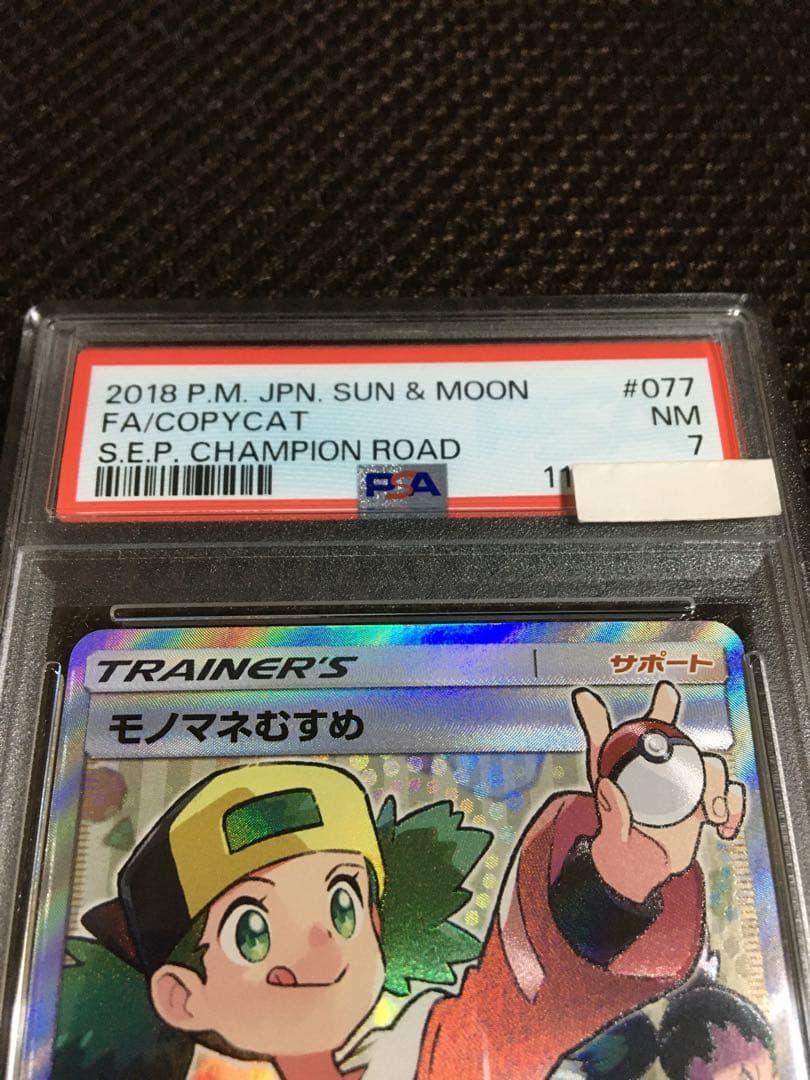 2018 P.M. JPN. SUN & MOON #077
FA/COPYCAT NM
S.E.P. CHAMPION ROAD 7
PSA 11
TRAINER'S サポート
モノマネむすめ